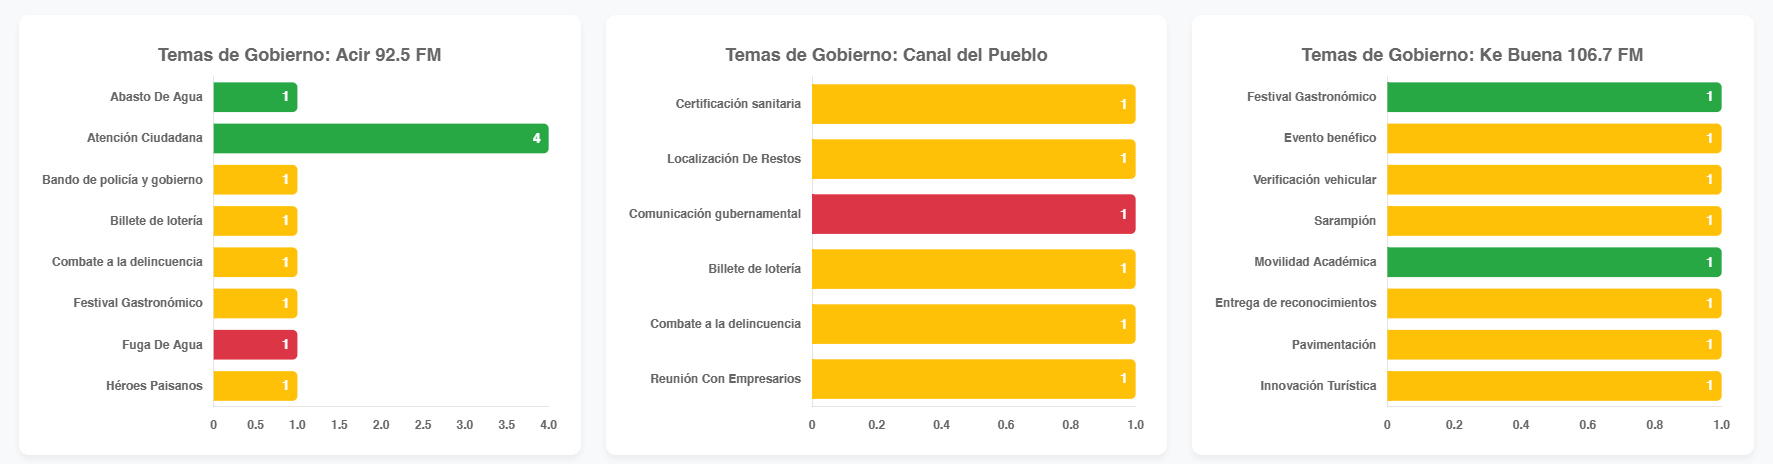 Temas de Gobierno: Acir 92.5 FM
Abasto De Agua 1
Atención Ciudadana 4
Bando de policía y gobierno 1
Billete de lotería 1
Combate a la delincuencia 1
Festival Gastronómico 1
Fuga De Agua 1
Héroes Paisanos 1
0 0.5 1.0 1.5 2.0 2.5 3.0 3.5 4.0
Temas de Gobierno: Canal del Pueblo
Certificación sanitaria 1
Localización De Restos 1
Comunicación gubernamental 1
Billete de lotería 1
Combate a la delincuencia 1
Reunión Con Empresarios 1
0 0.2 0.4 0.6 0.8 1.0
Temas de Gobierno: Ke Buena 106.7 FM
Festival Gastronómico 1
Evento benéfico 1
Verificación vehicular 1
Sarampión 1
Movilidad Académica 1
Entrega de reconocimientos 1
Pavimentación 1
Innovación Turística 1
0 0.2 0.4 0.6 0.8 1.0